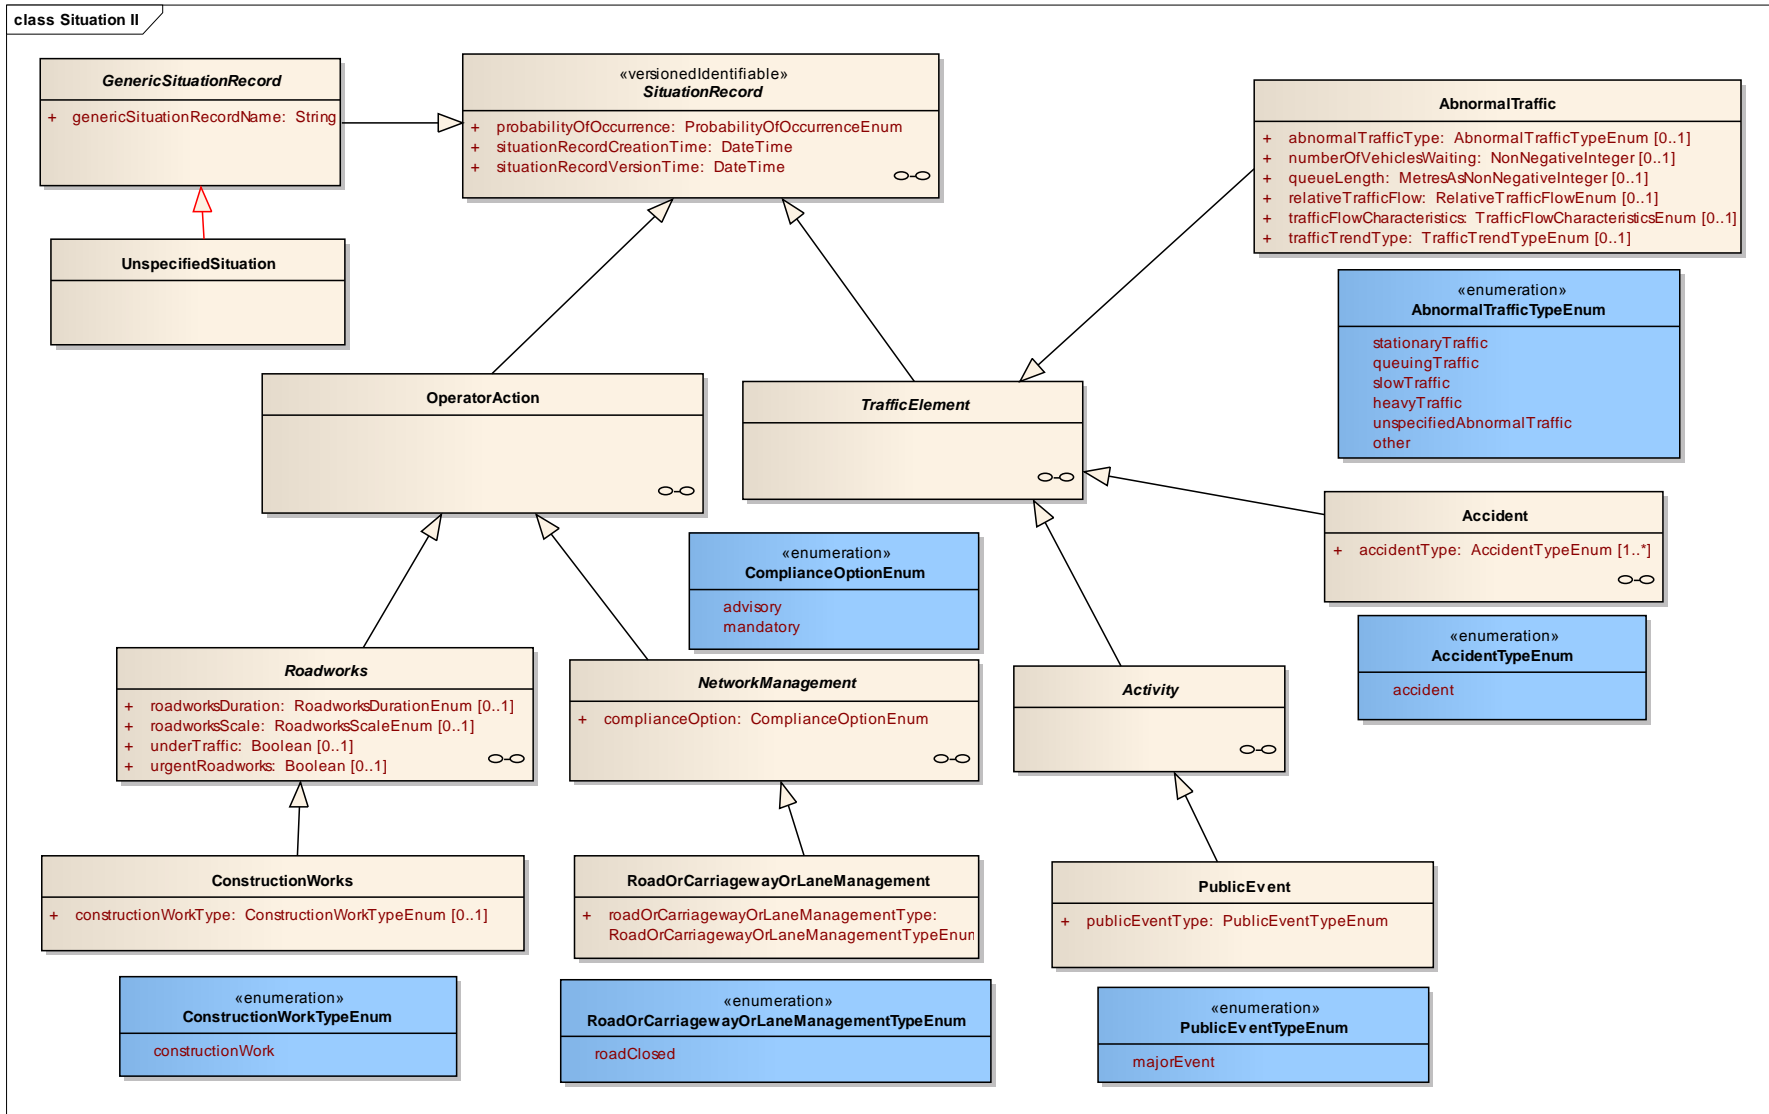 class Situation II
GenericSituationRecord
+ genericSituationRecordName: String
«versionedIdentifiable»
SituationRecord
+ probabilityOfOccurrence: ProbabilityOfOccurrenceEnum
+ situationRecordCreationTime: DateTime
+ situationRecordVersionTime: DateTime
AbnormalTraffic
+ abnormalTrafficType: AbnormalTrafficTypeEnum [0..1]
+ numberOfVehiclesWaiting: NonNegativeInteger [0..1]
+ queueLength: MetresAsNonNegativeInteger [0..1]
+ relativeTrafficFlow: RelativeTrafficFlowEnum [0..1]
+ trafficFlowCharacteristics: TrafficFlowCharacteristicsEnum [0..1]
+ trafficTrendType: TrafficTrendTypeEnum [0..1]
UnspecifiedSituation
«enumeration»
AbnormalTrafficTypeEnum
stationaryTraffic
queuingTraffic
slowTraffic
heavyTraffic
unspecifiedAbnormalTraffic
other
OperatorAction
TrafficElement
Accident
+ accidentType: AccidentTypeEnum [1..*]
«enumeration»
ComplianceOptionEnum
advisory
mandatory
«enumeration»
AccidentTypeEnum
accident
Roadworks
+ roadworksDuration: RoadworksDurationEnum [0..1]
+ roadworksScale: RoadworksScaleEnum [0..1]
+ underTraffic: Boolean [0..1]
+ urgentRoadworks: Boolean [0..1]
NetworkManagement
+ complianceOption: ComplianceOptionEnum
Activity
ConstructionWorks
+ constructionWorkType: ConstructionWorkTypeEnum [0..1]
RoadOrCarriagewayOrLaneManagement
+ roadOrCarriagewayOrLaneManagementType:
RoadOrCarriagewayOrLaneManagementTypeEnum
PublicEvent
+ publicEventType: PublicEventTypeEnum
«enumeration»
ConstructionWorkTypeEnum
constructionWork
«enumeration»
RoadOrCarriagewayOrLaneManagementTypeEnum
roadClosed
«enumeration»
PublicEventTypeEnum
majorEvent